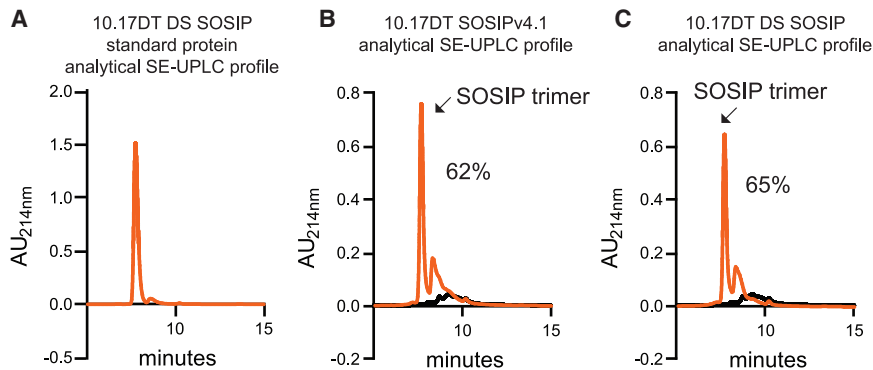 A
10.17DT DS SOSIP
standard protein
analytical SE-UPLC profile
2.0
1.5
1.0
0.5
0.0
-0.5
AU214nm
10
15
minutes
B
10.17DT SOSIPv4.1
analytical SE-UPLC profile
0.8
0.6
0.4
0.2
0.0
-0.2
AU214nm
SOSIP trimer
62%
10
15
minutes
C
10.17DT DS SOSIP
analytical SE-UPLC profile
0.8
0.6
0.4
0.2
0.0
-0.2
AU214nm
SOSIP trimer
65%
10
15
minutes